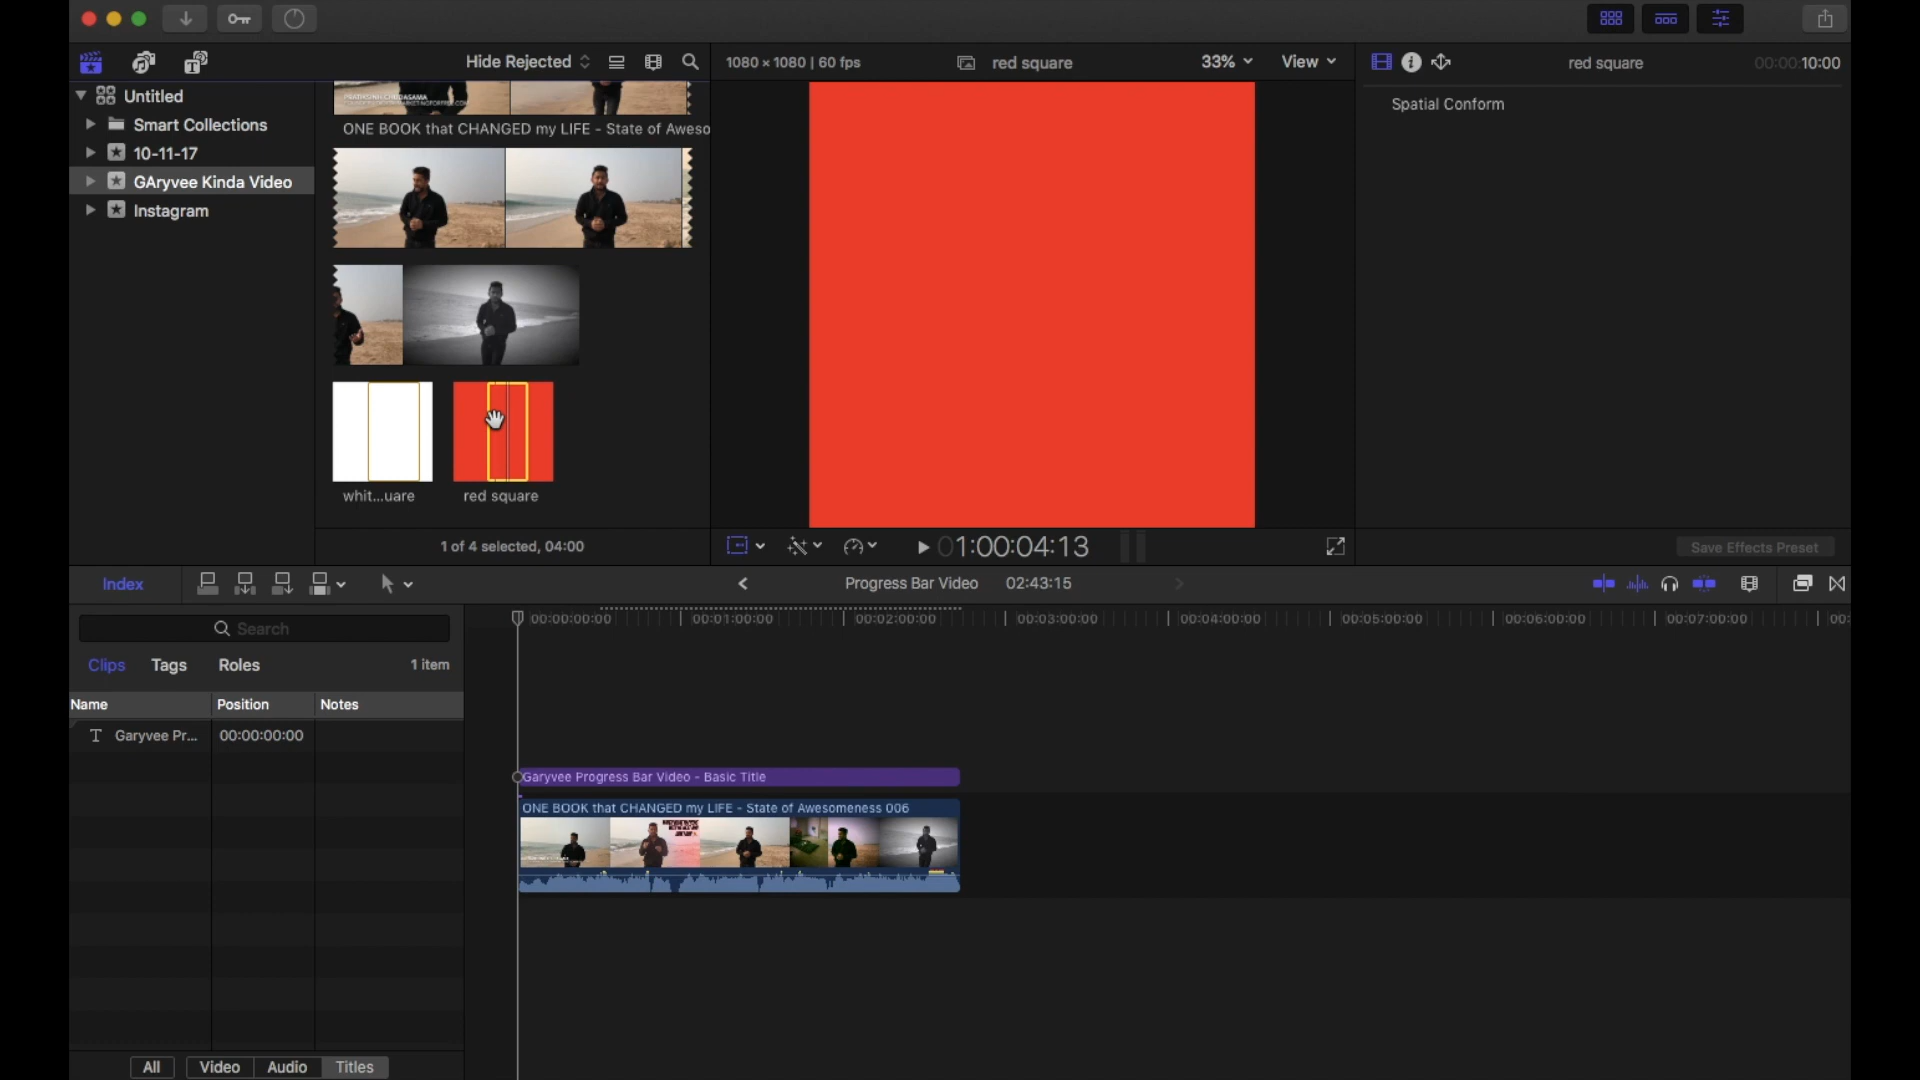 Hide Rejected
1080 × 1080 | 60 fps
red square
33%
View
red square
00:00:10:00
Untitled
Smart Collections
10-11-17
GAryvee Kinda Video
Instagram
ONE BOOK that CHANGED my LIFE - State of Aweso
Spatial Conform
whit...uare
red square
1 of 4 selected, 04:00
01:00:04:13
Save Effects Preset
Index
Progress Bar Video
02:43:15
Search
00:00:00:00
00:01:00:00
00:02:00:00
00:03:00:00
00:04:00:00
00:05:00:00
00:06:00:00
00:07:00:00
00:
Clips
Tags
Roles
1 item
Name
Position
Notes
Garyvee Pr...
00:00:00:00
Garyvee Progress Bar Video - Basic Title
ONE BOOK that CHANGED my LIFE - State of Awesomeness 006
All
Video
Audio
Titles